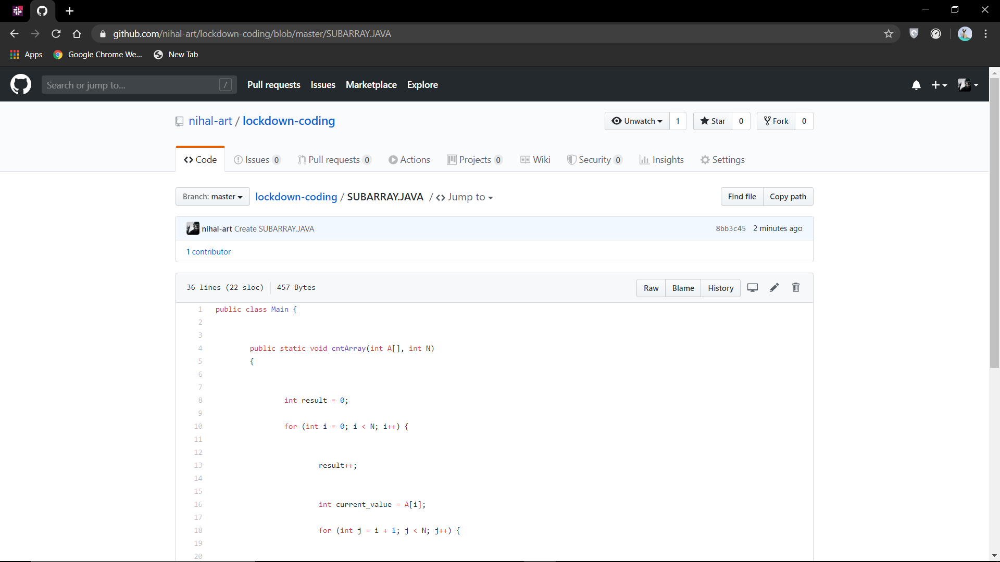 github.com/nihal-art/lockdown-coding/blob/master/SUBARRAY.JAVA
Apps Google Chrome We... New Tab
Search or jump to... / Pull requests Issues Marketplace Explore
nihal-art / lockdown-coding Unwatch 1 Star 0 Fork 0
Code Issues 0 Pull requests 0 Actions Projects 0 Wiki Security 0 Insights Settings
Branch: master lockdown-coding / SUBARRAY.JAVA / <> Jump to Find file Copy path
nihal-art Create SUBARRAY.JAVA 8bb3c45 2 minutes ago
1 contributor
36 lines (22 sloc) 457 Bytes Raw Blame History
1 public class Main {
2
3
4 public static void cntArray(int A[], int N)
5 {
6
7
8 int result = 0;
9
10 for (int i = 0; i < N; i++) {
11
12
13 result++;
14
15
16 int current_value = A[i];
17
18 for (int j = i + 1; j < N; j++) {
19
20